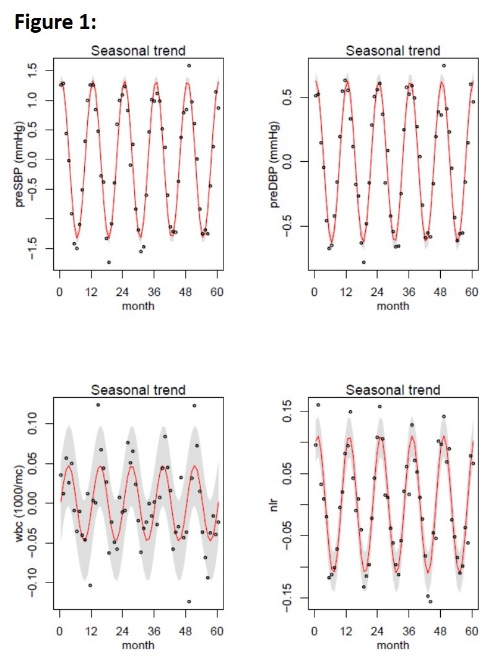 Figure 1:
Seasonal trend
preSBP (mmHg)
1.5
1.0
0.5
0.0
-0.5
-1.5
0 12 24 36 48 60
month
Seasonal trend
preDBP (mmHg)
0.5
0.0
-0.5
0 12 24 36 48 60
month
Seasonal trend
wbc (1000/mc)
0.10
0.05
0.00
-0.05
-0.10
0 12 24 36 48 60
month
Seasonal trend
nlr
0.15
0.05
-0.05
-0.15
0 12 24 36 48 60
month